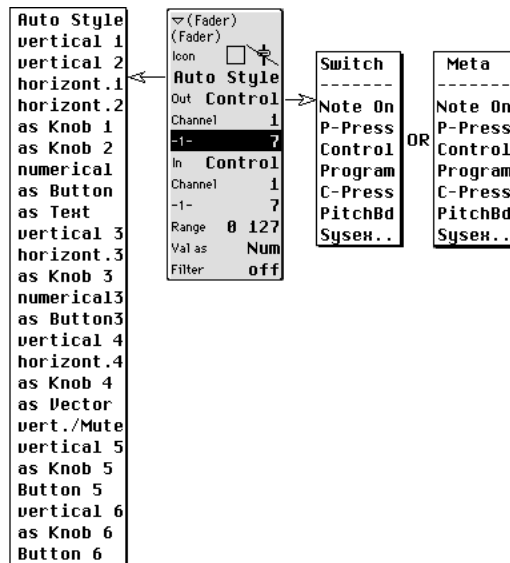 Auto Style
vertical 1
vertical 2
horizont.1
horizont.2
as Knob 1
as Knob 2
numerical
as Button
as Text
vertical 3
horizont.3
as Knob 3
numerical3
as Button3
vertical 4
horizont.4
as Knob 4
as Vector
vert./Mute
vertical 5
as Knob 5
Button 5
vertical 6
as Knob 6
Button 6
(Fader)
(Fader)
Icon
Auto Style
Out Control
Channel 1
-1- 7
In Control
Channel 1
-1- 7
Range 0 127
Val as Num
Filter off
Switch
-------
Note On
P-Press
Control
Program
C-Press
PitchBd
Sysex..
OR
Meta
-------
Note On
P-Press
Control
Program
C-Press
PitchBd
Sysex..